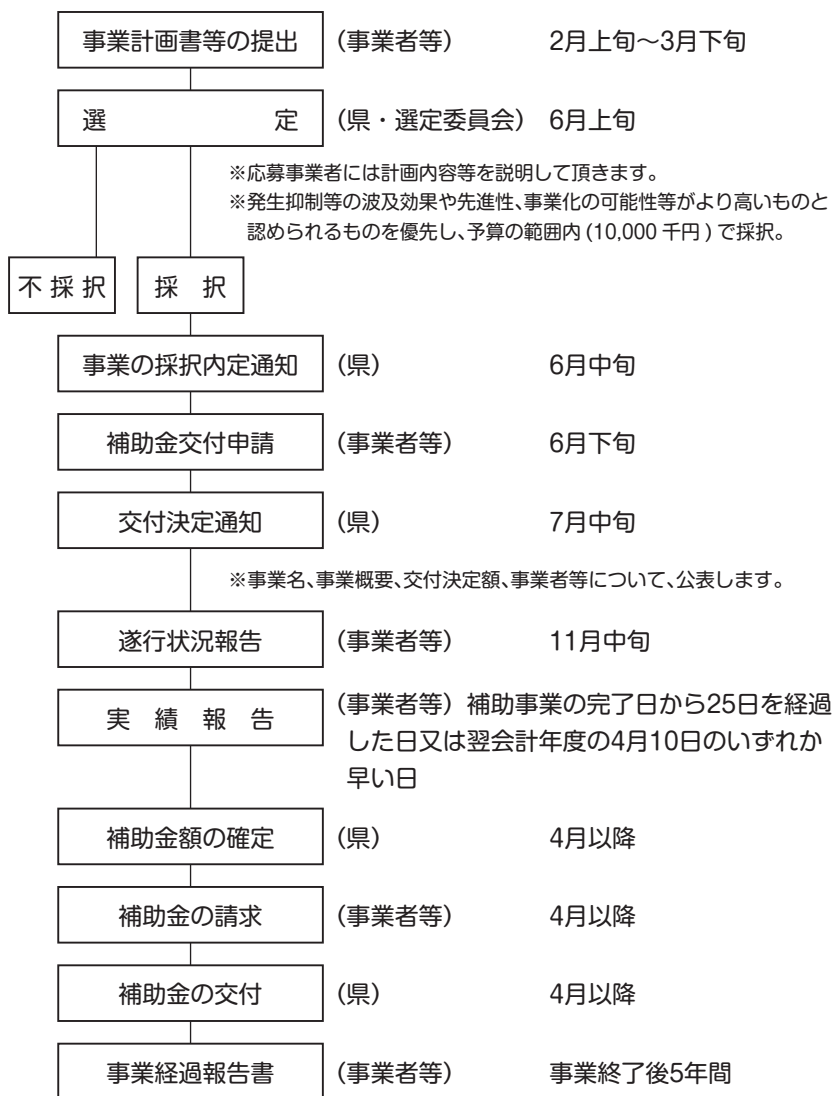 事業計画書等の提出 (事業者等) 2月上旬～3月下旬
選 定 (県・選定委員会) 6月上旬
※応募事業者には計画内容等を説明して頂きます。
※発生抑制等の波及効果や先進性、事業化の可能性等がより高いものと
認められるものを優先し、予算の範囲内 (10,000 千円 ) で採択。
不 採 択 採 択
事業の採択内定通知 (県) 6月中旬
補助金交付申請 (事業者等) 6月下旬
交付決定通知 (県) 7月中旬
※事業名、事業概要、交付決定額、事業者等について、公表します。
遂行状況報告 (事業者等) 11月中旬
実 績 報 告 (事業者等) 補助事業の完了日から25日を経過
した日又は翌会計年度の4月10日のいずれか
早い日
補助金額の確定 (県) 4月以降
補助金の請求 (事業者等) 4月以降
補助金の交付 (県) 4月以降
事業経過報告書 (事業者等) 事業終了後5年間